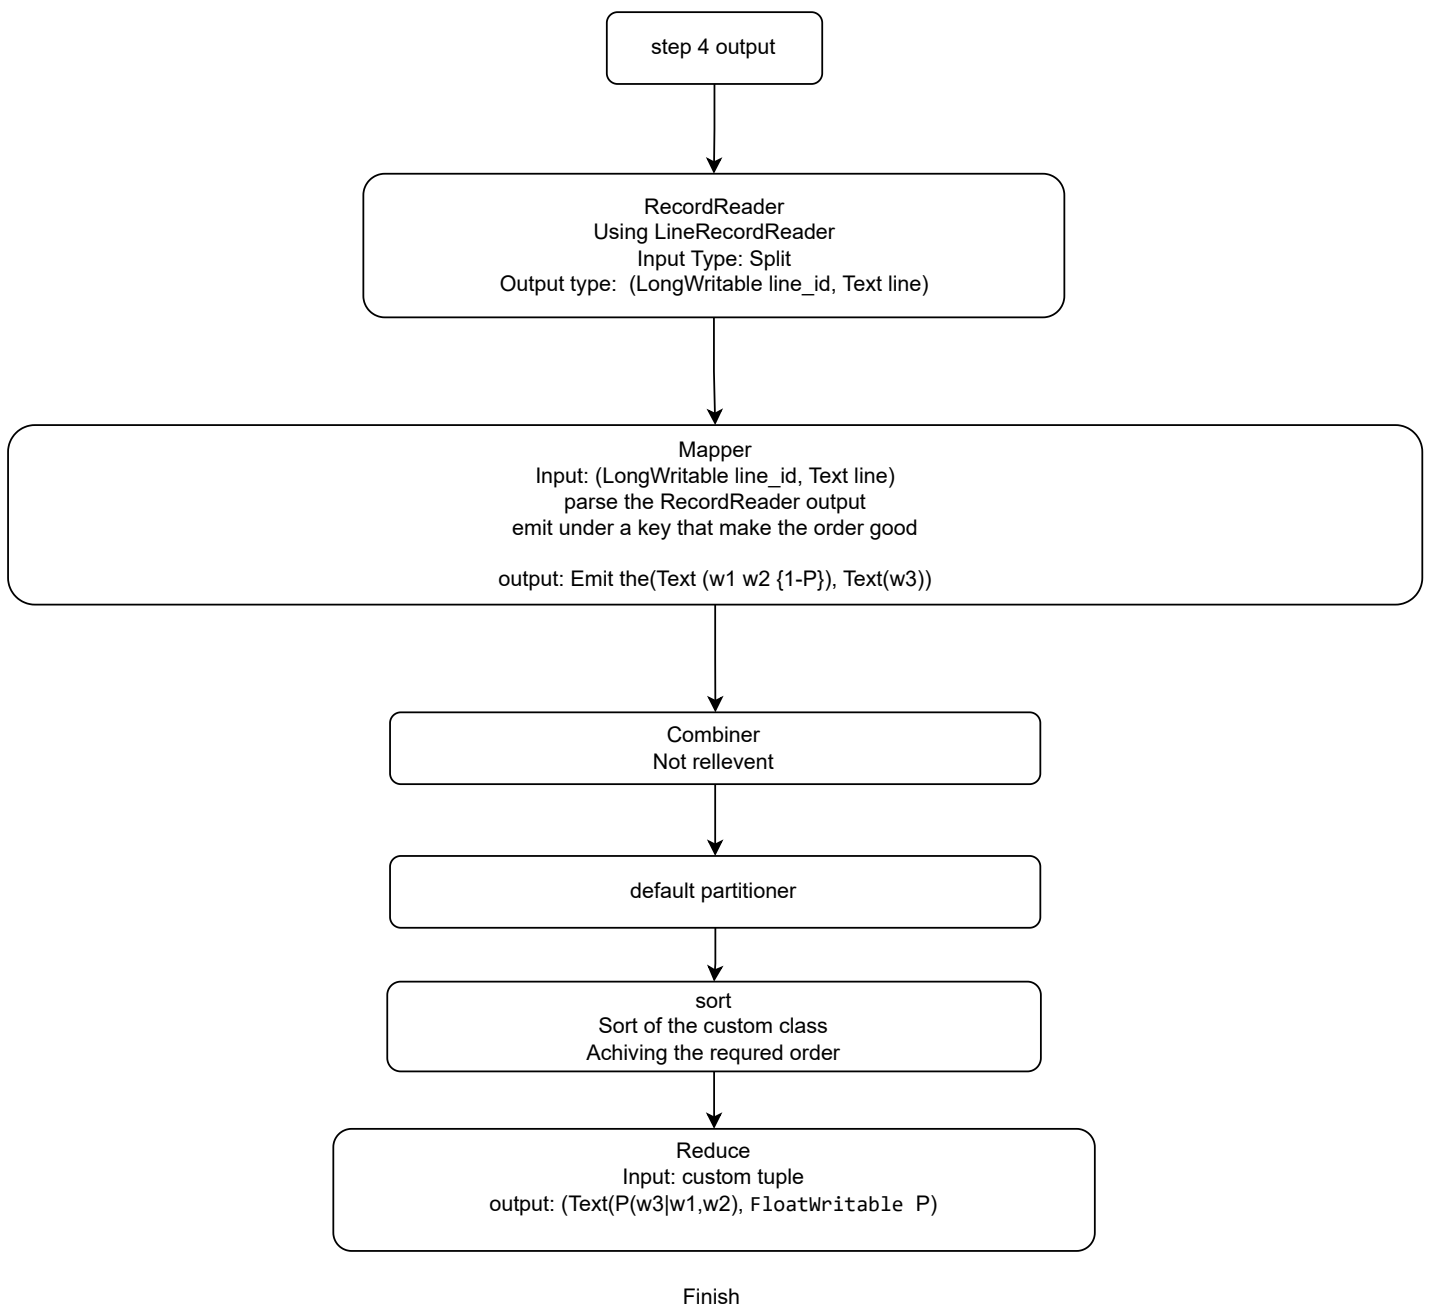 step 4 output
RecordReader
Using LineRecordReader
Input Type: Split
Output type:  (LongWritable line_id, Text line)
Mapper
Input: (LongWritable line_id, Text line)
parse the RecordReader output
emit under a key that make the order good
output: Emit the(Text (w1 w2 {1-P}), Text(w3))
Combiner
Not rellevent
default partitioner
sort
Sort of the custom class
Achiving the requred order
Reduce
Input: custom tuple
output: (Text(P(w3|w1,w2), FloatWritable P)
Finish